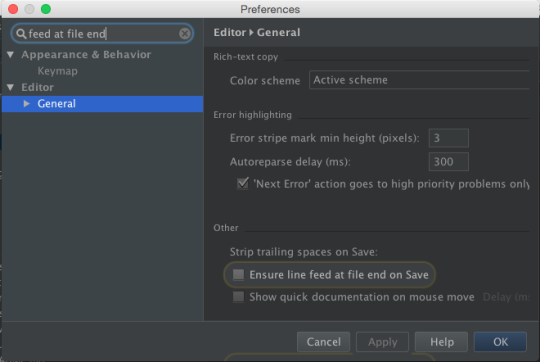 Preferences
feed at file end
Appearance & Behavior
Keymap
Editor
General
Editor General
Rich-text copy
Color scheme Active scheme
Error highlighting
Error stripe mark min height (pixels): 3
Autoreparse delay (ms): 300
'Next Error' action goes to high priority problems only
Other
Strip trailing spaces on Save:
Ensure line feed at file end on Save
Show quick documentation on mouse move Delay (m
Cancel Apply Help OK